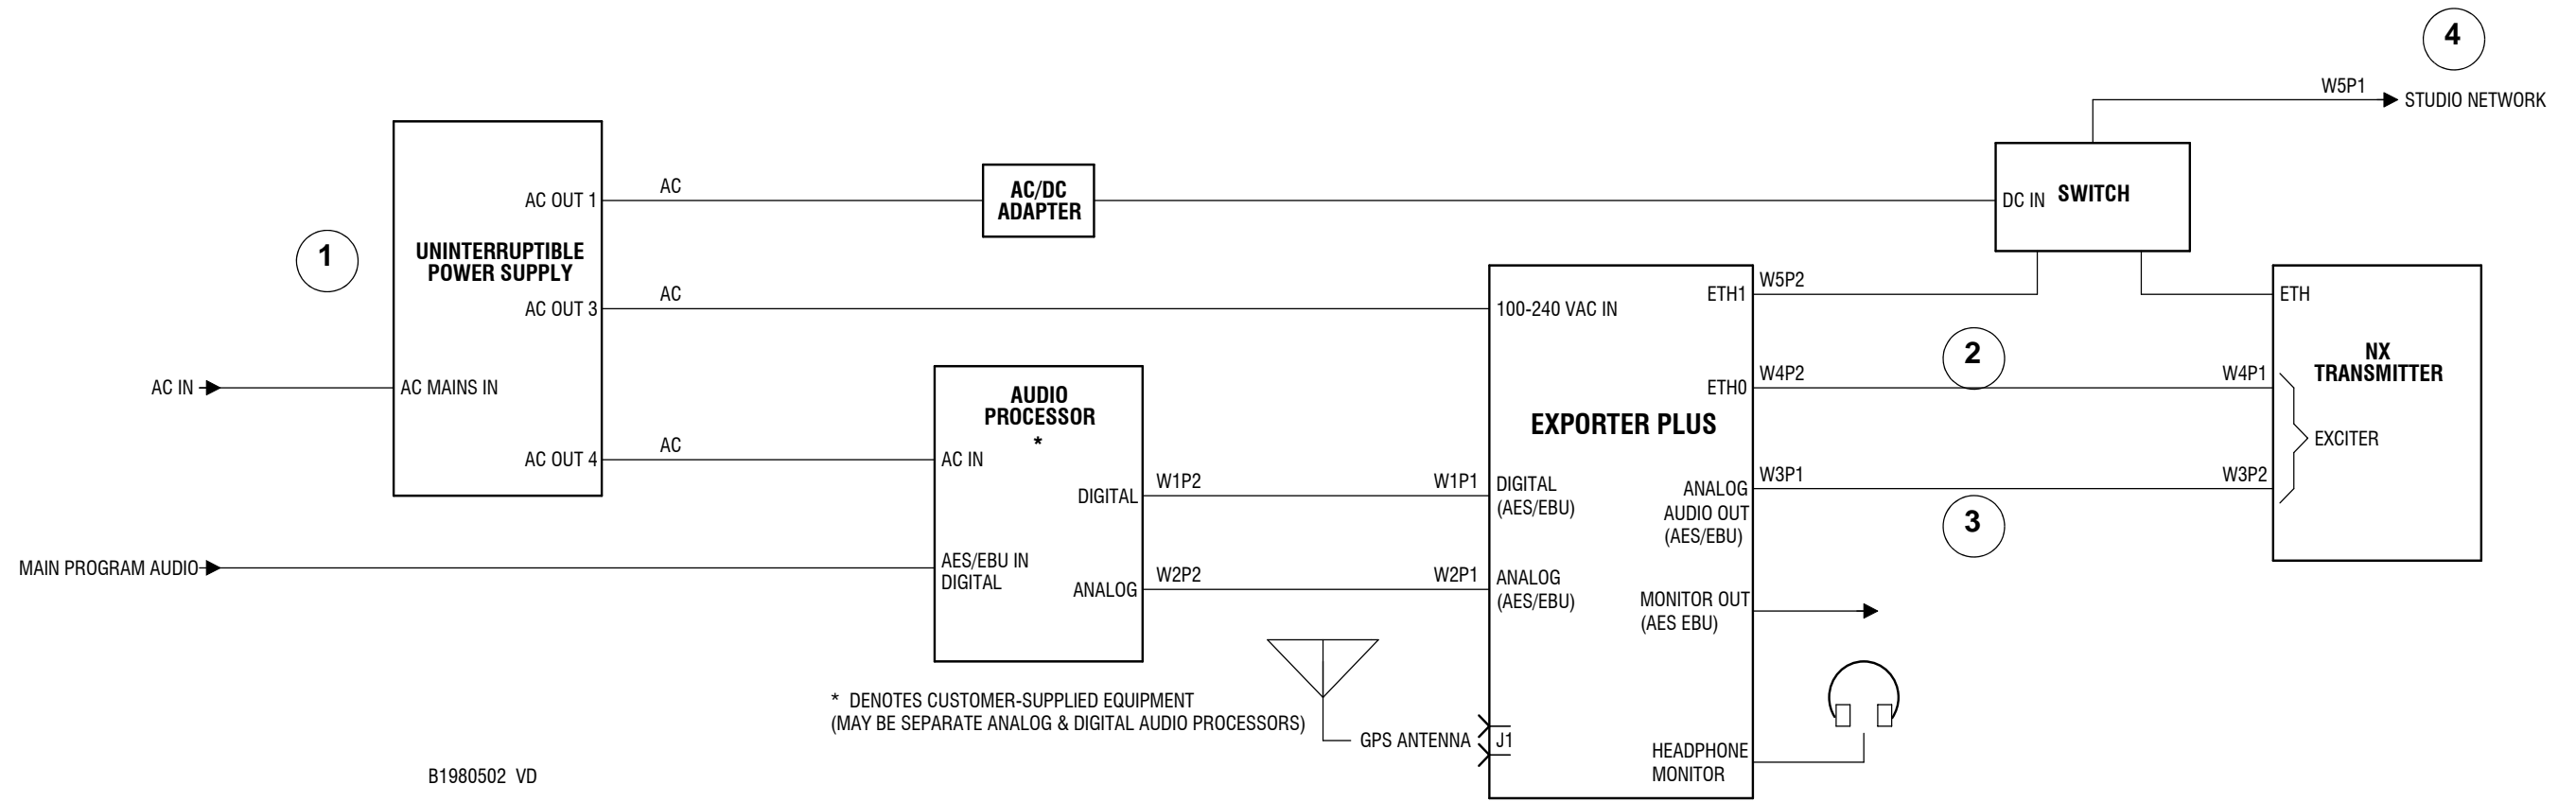 4
W5P1
STUDIO NETWORK
1
UNINTERRUPTIBLE
POWER SUPPLY
AC OUT 1
AC OUT 3
AC OUT 4
AC MAINS IN
AC IN
AC
AC
AC
AC/DC
ADAPTER
DC IN
SWITCH
AUDIO
PROCESSOR
*
AC IN
DIGITAL
AES/EBU IN
DIGITAL
ANALOG
MAIN PROGRAM AUDIO
W1P2
W1P1
W2P2
W2P1
100-240 VAC IN
ETH1
ETH0
EXPORTER PLUS
DIGITAL
(AES/EBU)
ANALOG
AUDIO OUT
(AES/EBU)
ANALOG
(AES/EBU)
MONITOR OUT
(AES EBU)
J1
HEADPHONE
MONITOR
GPS ANTENNA
W5P2
W4P2
2
W4P1
W3P1
3
W3P2
ETH
NX
TRANSMITTER
EXCITER
* DENOTES CUSTOMER-SUPPLIED EQUIPMENT
(MAY BE SEPARATE ANALOG & DIGITAL AUDIO PROCESSORS)
B1980502 VD